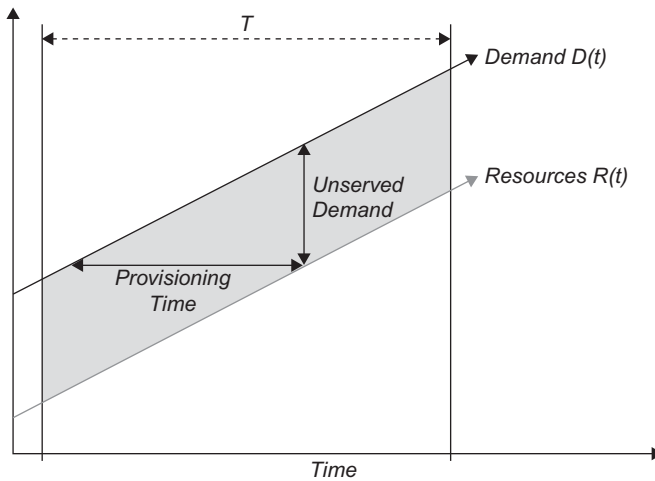 T
Demand D(t)
Resources R(t)
Unserved
Demand
Provisioning
Time
Time